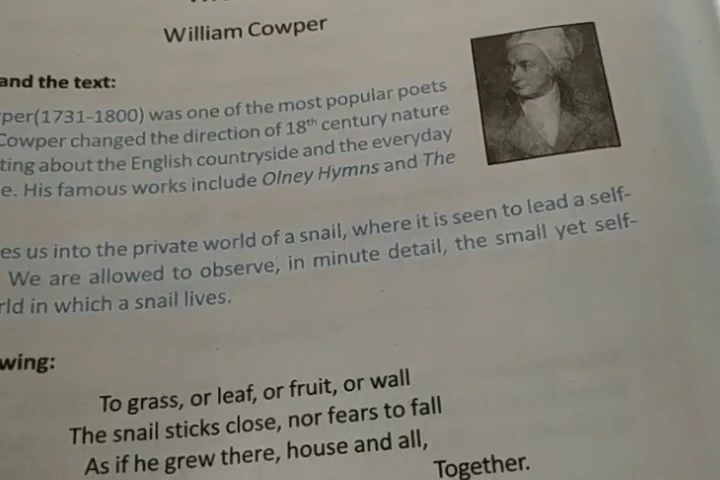 William Cowper
and the text:
per(1731-1800) was one of the most popular poets
Cowper changed the direction of 18th century nature
ting about the English countryside and the everyday
e. His famous works include Olney Hymns and The
es us into the private world of a snail, where it is seen to lead a self-
We are allowed to observe, in minute detail, the small yet self-
rld in which a snail lives.
wing:
To grass, or leaf, or fruit, or wall
The snail sticks close, nor fears to fall
As if he grew there, house and all,
Together.